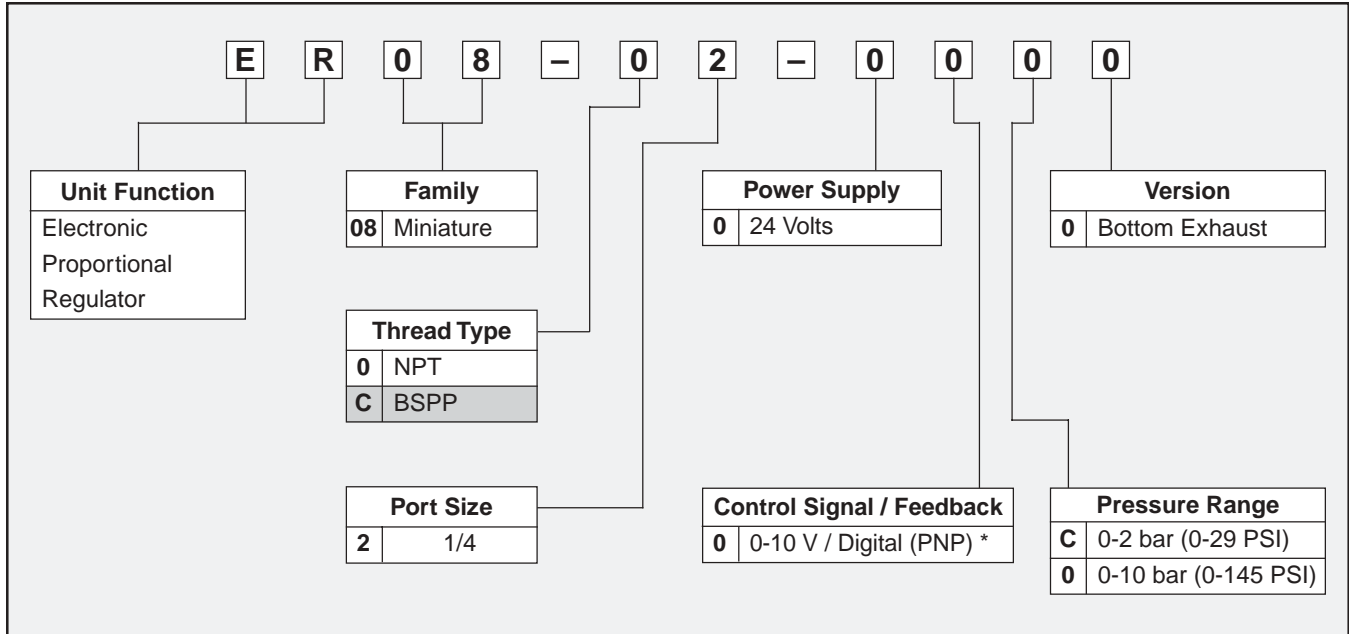 E R 0 8 – 0 2 – 0 0 0 0
Unit Function
Electronic
Proportional
Regulator
Family
08 Miniature
Thread Type
0 NPT
C BSPP
Port Size
2 1/4
Power Supply
0 24 Volts
Control Signal / Feedback
0 0-10 V / Digital (PNP) *
Version
0 Bottom Exhaust
Pressure Range
C 0-2 bar (0-29 PSI)
0 0-10 bar (0-145 PSI)